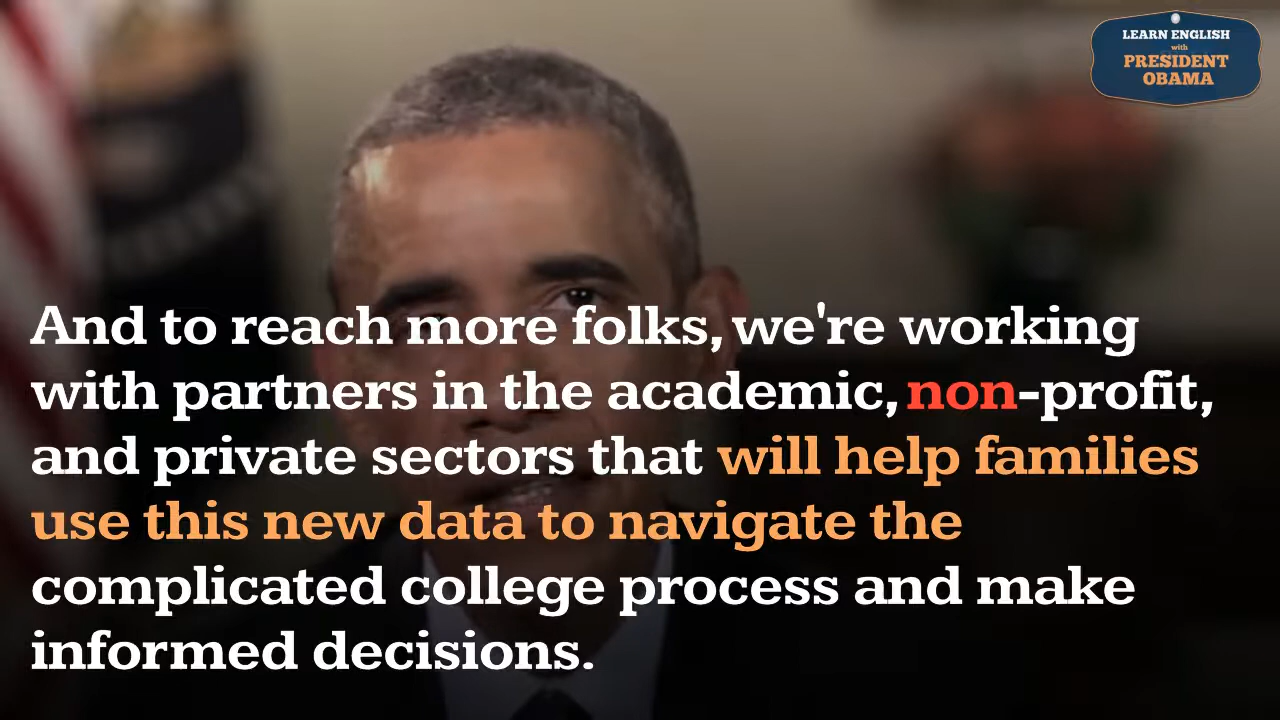 LEARN ENGLISH
with
PRESIDENT
OBAMA
And to reach more folks, we're working
with partners in the academic, non-profit,
and private sectors that will help families
use this new data to navigate the
complicated college process and make
informed decisions.